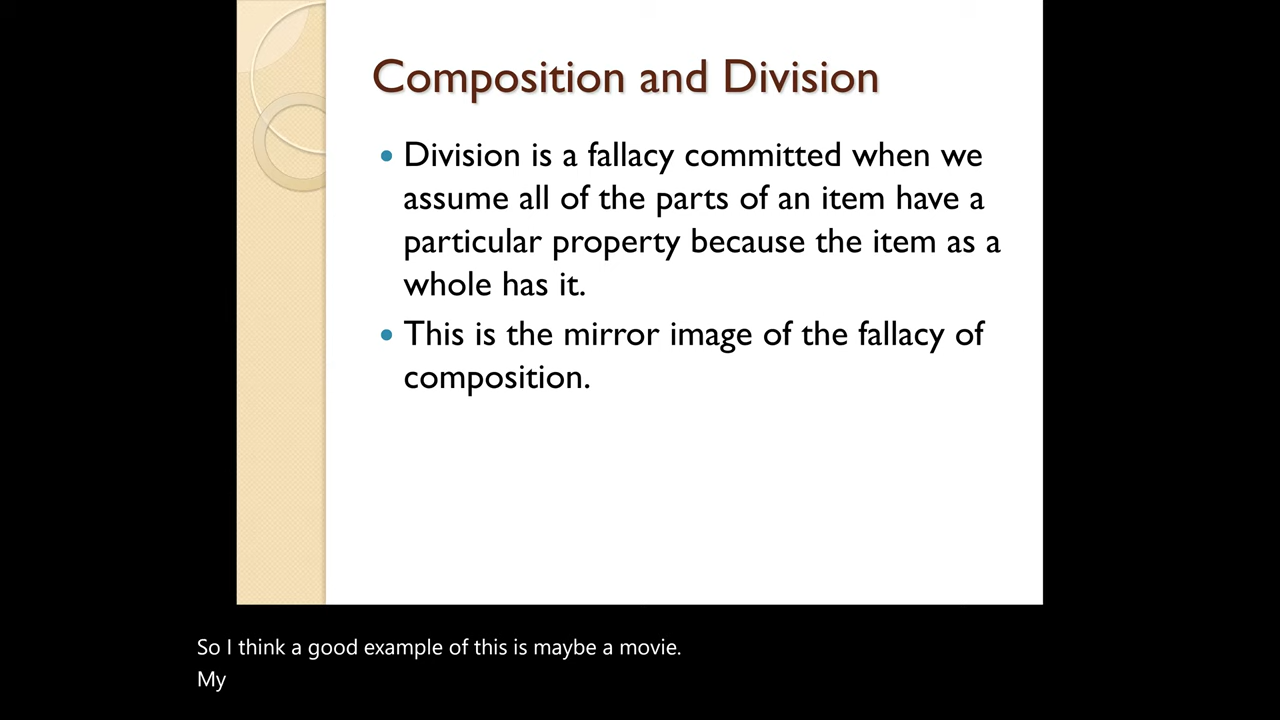 Composition and Division
• Division is a fallacy committed when we
assume all of the parts of an item have a
particular property because the item as a
whole has it.
• This is the mirror image of the fallacy of
composition.
So I think a good example of this is maybe a movie.
My